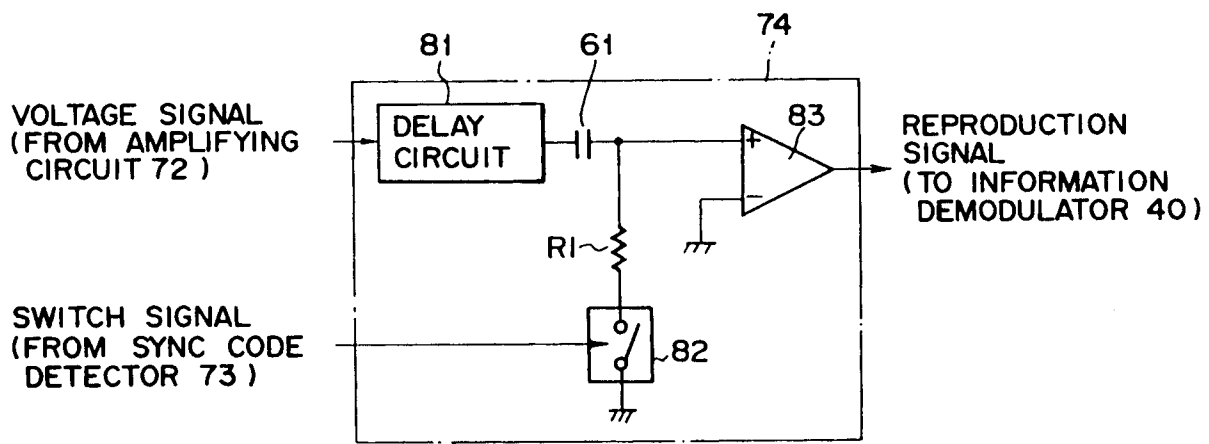 74
81
61
VOLTAGE SIGNAL
(FROM AMPLIFYING
CIRCUIT 72)
DELAY
CIRCUIT
+
-
83
REPRODUCTION
SIGNAL
(TO INFORMATION
DEMODULATOR 40)
R1
SWITCH SIGNAL
(FROM SYNC CODE
DETECTOR 73)
82